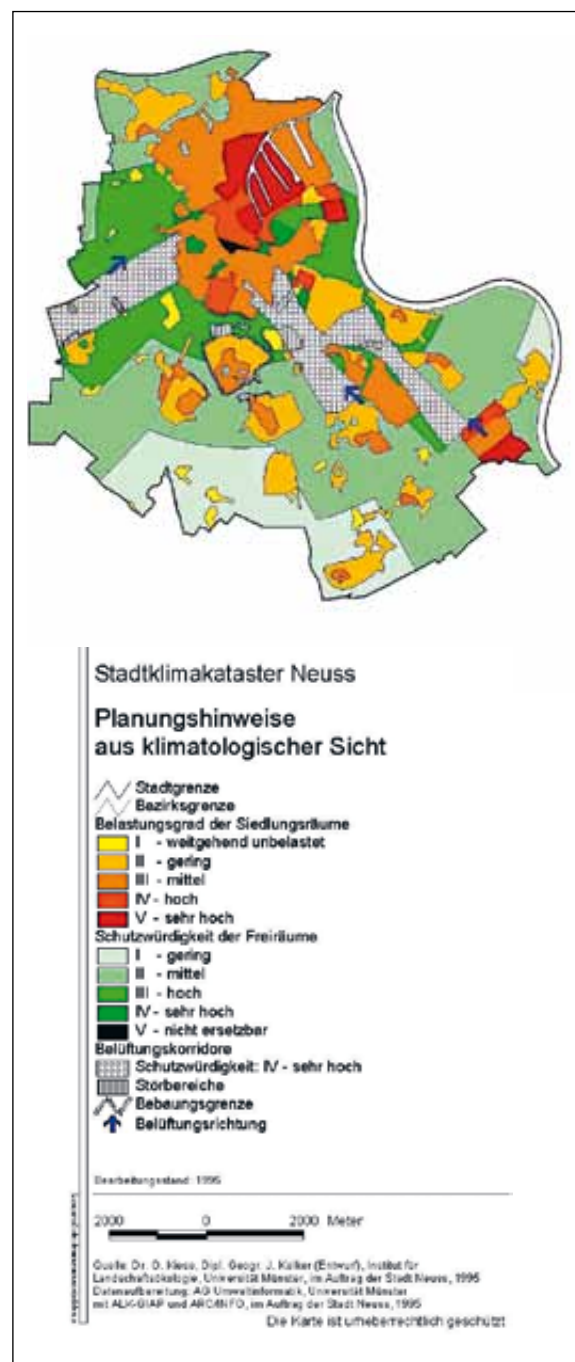 Stadtklimakataster Neuss
Planungshinweise
aus klimatologischer Sicht
Stadtgrenze
Bezirksgrenze
Belastungsgrad der Siedlungsräume
I - weitgehend unbelastet
II - gering
III - mittel
IV - hoch
V - sehr hoch
Schutzwürdigkeit der Freiräume
I - gering
II - mittel
III - hoch
IV - sehr hoch
V - nicht ersetzbar
Belüftungskorridore
Schutzwürdigkeit: IV - sehr hoch
Störbereiche
Bebauungsgrenze
Belüftungsrichtung
Bearbeitungsstand: 1995
2000 0 2000 Meter
Quelle: Dr. O. Dipl. Geogr. J. (Entwurf), Institut für
Landschaftsökologie, Universität Münster, im Auftrag der Stadt Neuss, 1995
Datenaufbereitung: AG Umweltinformatik, Universität Münster
mit ALK-GIAP und ARC/INFO, im Auftrag der Stadt Neuss, 1995
Die Karte ist urheberrechtlich geschützt